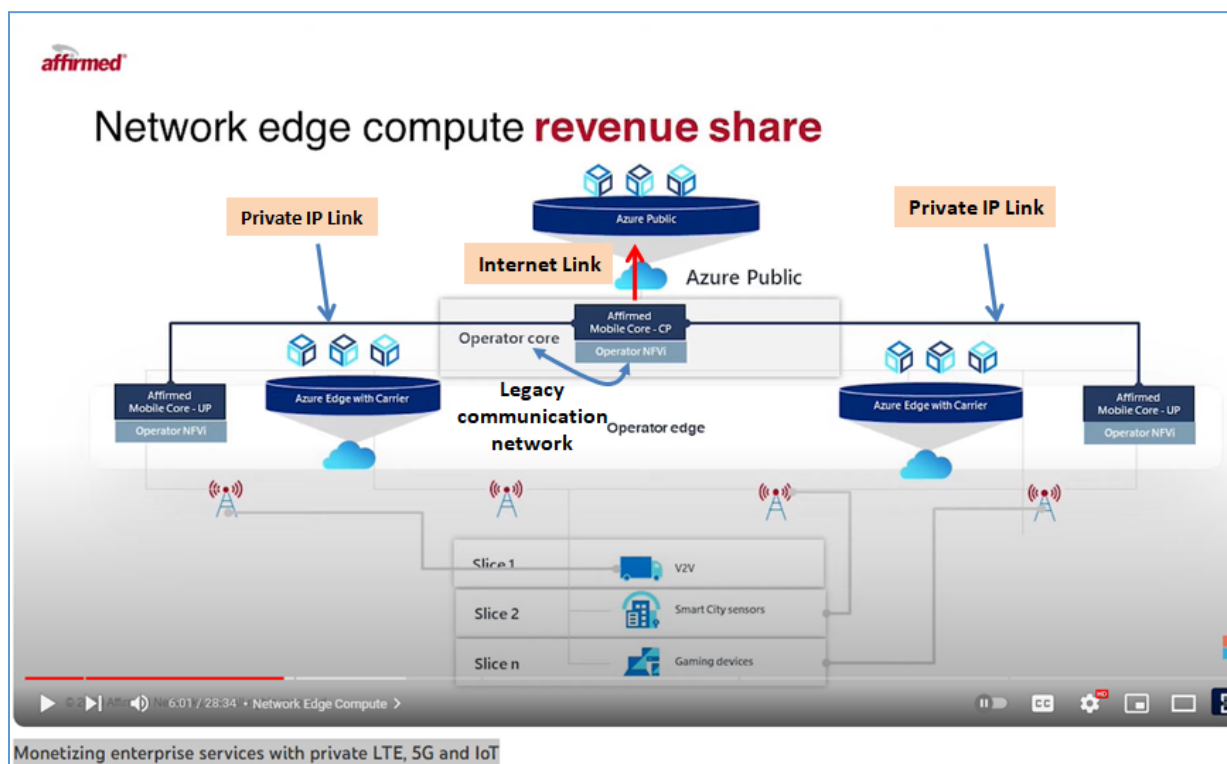 affirmed
Network edge compute revenue share
Private IP Link
Azure Public
Private IP Link
Internet Link
Azure Public
Affirmed
Mobile Core - CP
Operator NFVi
Operator core
Affirmed
Mobile Core - UP
Operator NFVi
Azure Edge with Carrier
Legacy
communication
network
Operator edge
Azure Edge with Carrier
Affirmed
Mobile Core - UP
Operator NFVi
Slice 1
V2V
Slice 2
Smart City sensors
Slice n
Gaming devices
6:01 / 28:34 • Network Edge Compute >
CC
HD
Monetizing enterprise services with private LTE, 5G and IoT